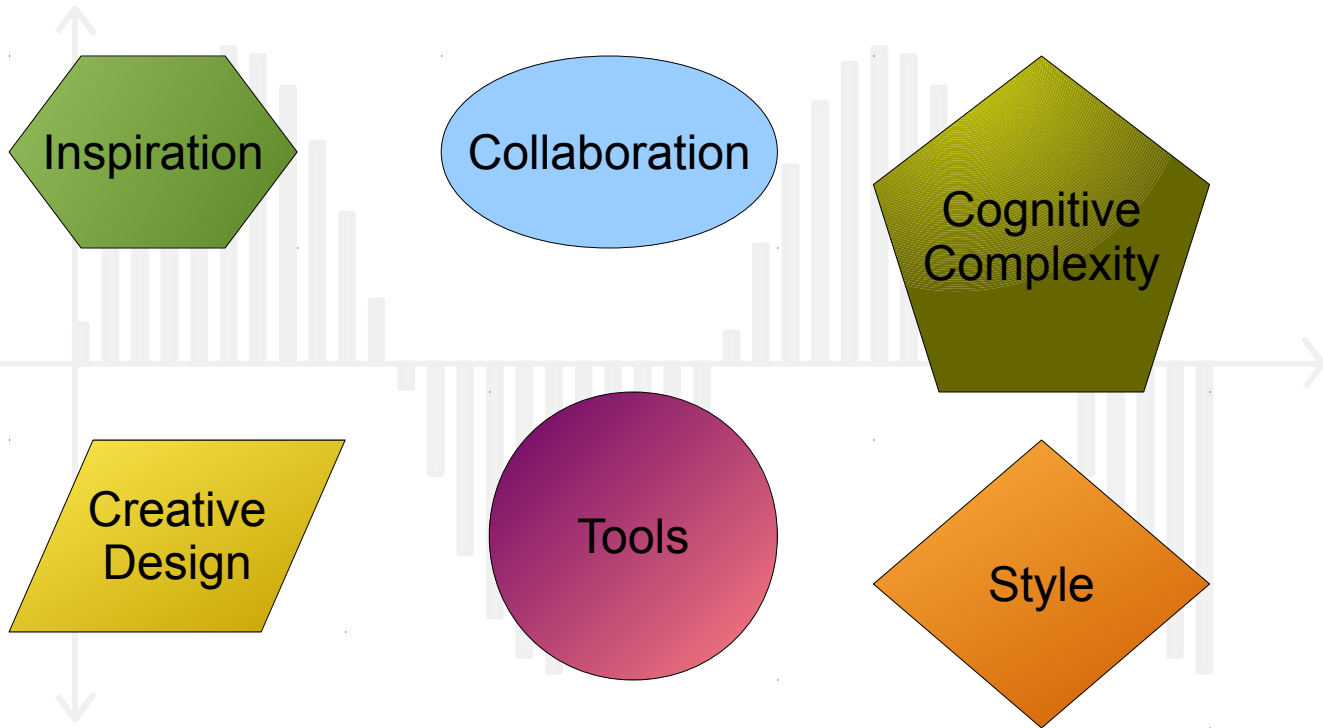 Inspiration
Collaboration
Cognitive
Complexity
Creative
Design
Tools
Style